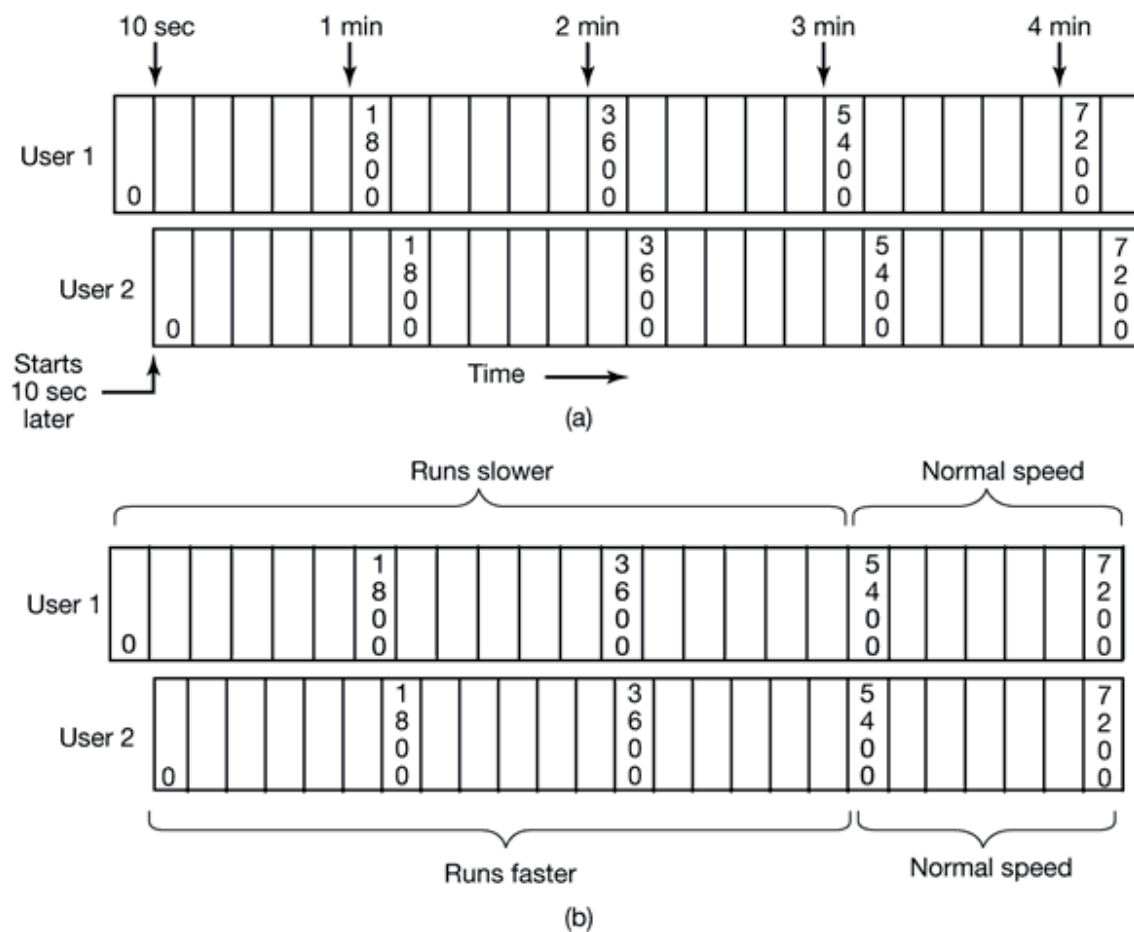 10 sec 1 min 2 min 3 min 4 min
User 1 0 1800 3600 5400 7200
User 2 0 1800 3600 5400 7200
Starts
10 sec
later
Time
(a)
Runs slower Normal speed
User 1 0 1800 3600 5400 7200
User 2 0 1800 3600 5400 7200
Runs faster Normal speed
(b)